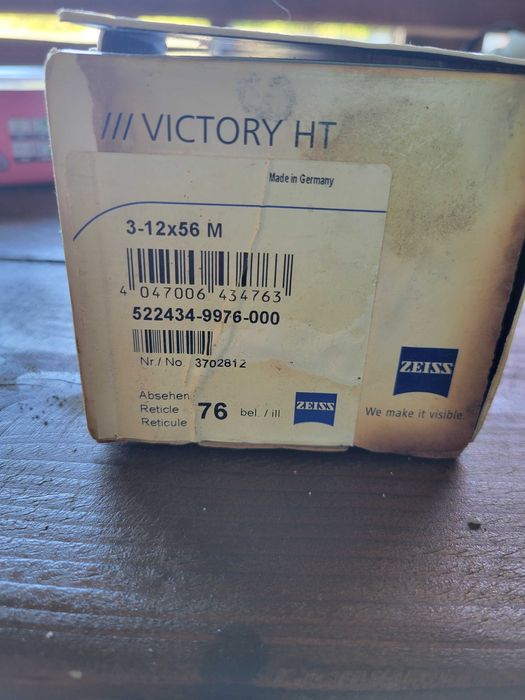 /// VICTORY HT
Made in Germany
3-12x56 M
4 047006 434763
522434-9976-000
Nr./ No. 3702812
Absehen
Reticle 76 bel. / ill
Reticule
ZEISS
ZEISS
We make it visible.